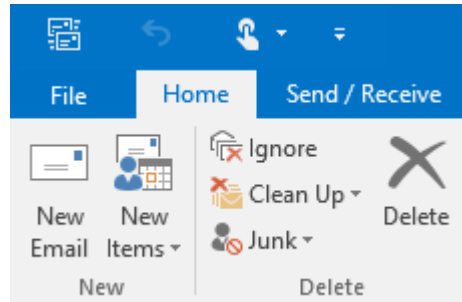 File Home Send / Receive
New Email
New Items
Ignore
Clean Up
Junk
Delete
New
Delete